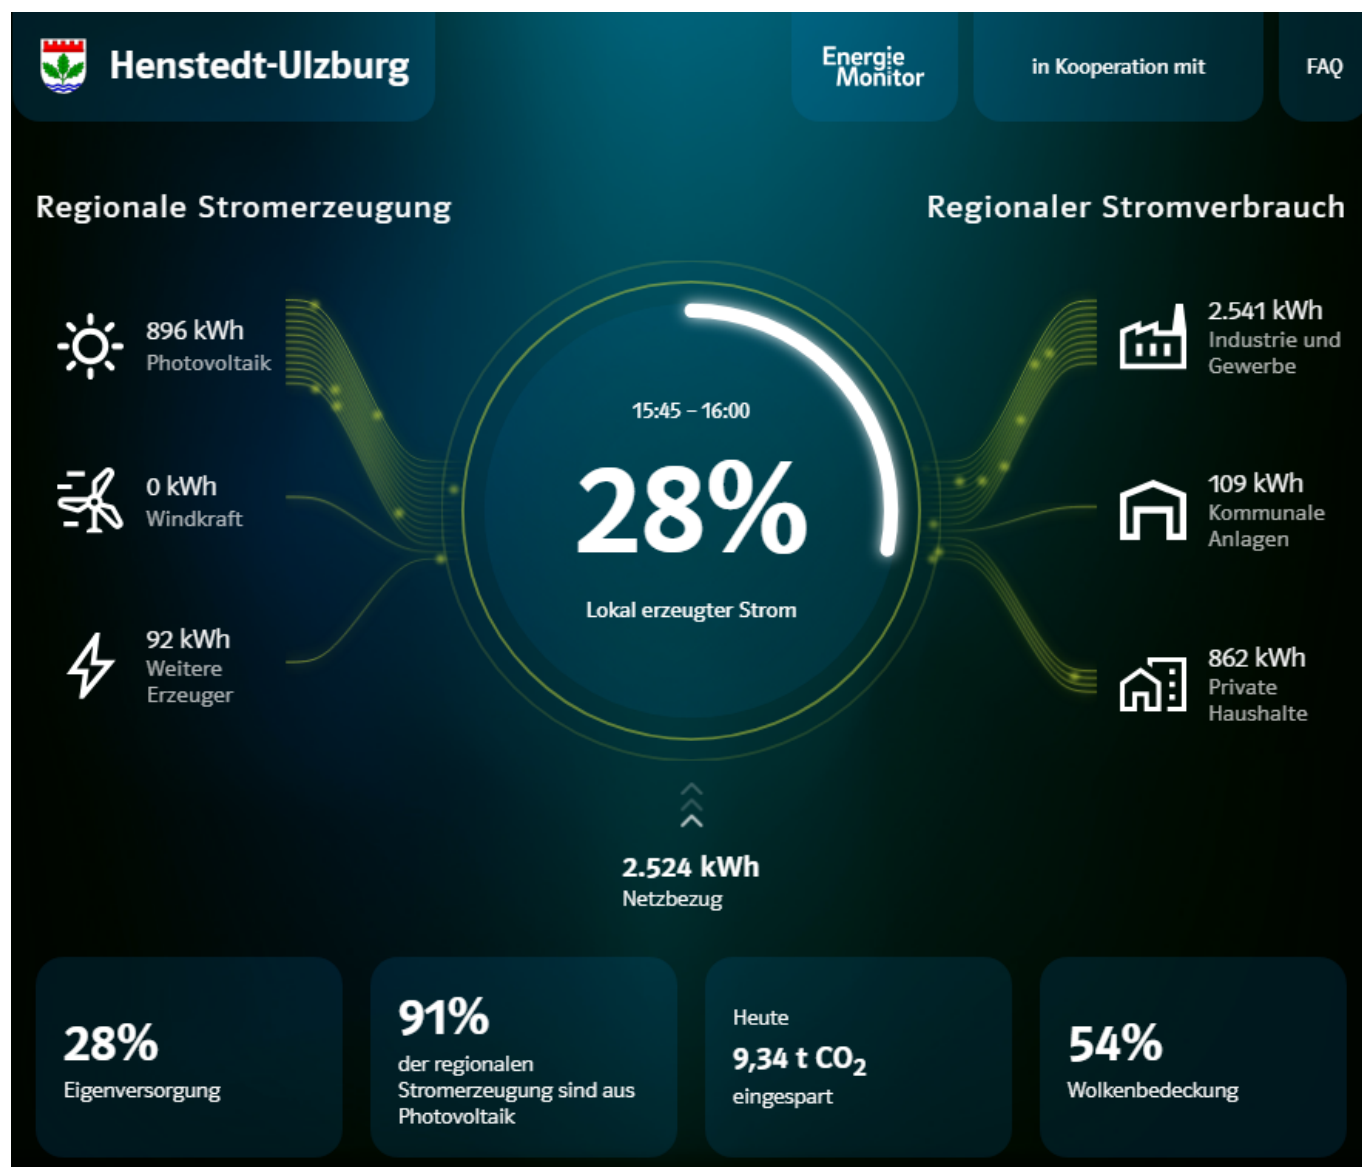 Henstedt-Ulzburg
Energie
Monitor
in Kooperation mit
FAQ
Regionale Stromerzeugung
Regionaler Stromverbrauch
896 kWh
Photovoltaik
0 kWh
Windkraft
92 kWh
Weitere
Erzeuger
15:45 – 16:00
28%
Lokal erzeugter Strom
2.541 kWh
Industrie und
Gewerbe
109 kWh
Kommunale
Anlagen
862 kWh
Private
Haushalte
2.524 kWh
Netzbezug
28%
Eigenversorgung
91%
der regionalen
Stromerzeugung sind aus
Photovoltaik
Heute
9,34 t CO₂
eingespart
54%
Wolkenbedeckung